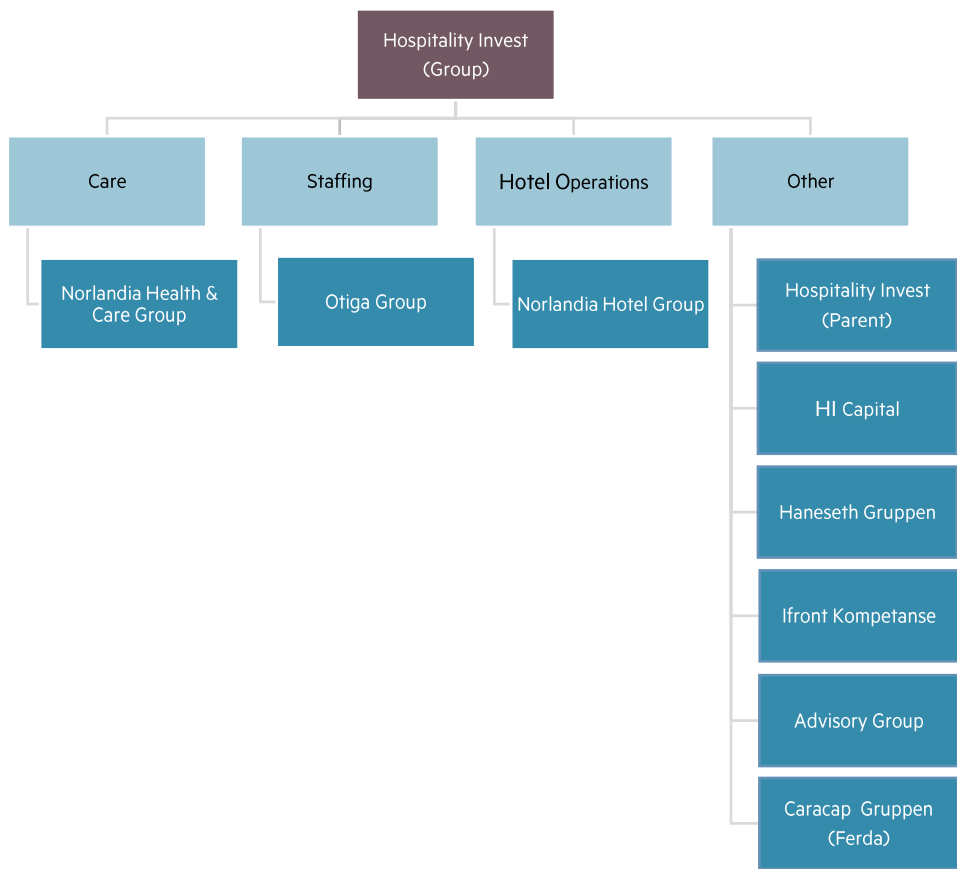 Hospitality Invest
(Group)
Care
Staffing
Hotel Operations
Other
Norlandia Health &
Care Group
Otiga Group
Norlandia Hotel Group
Hospitality Invest
(Parent)
HI Capital
Haneseth Gruppen
Ifront Kompetanse
Advisory Group
Caracap Gruppen
(Ferda)